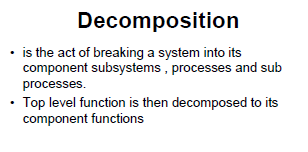 Decomposition
• is the act of breaking a system into its
component subsystems , processes and sub
processes.
• Top level function is then decomposed to its
component functions